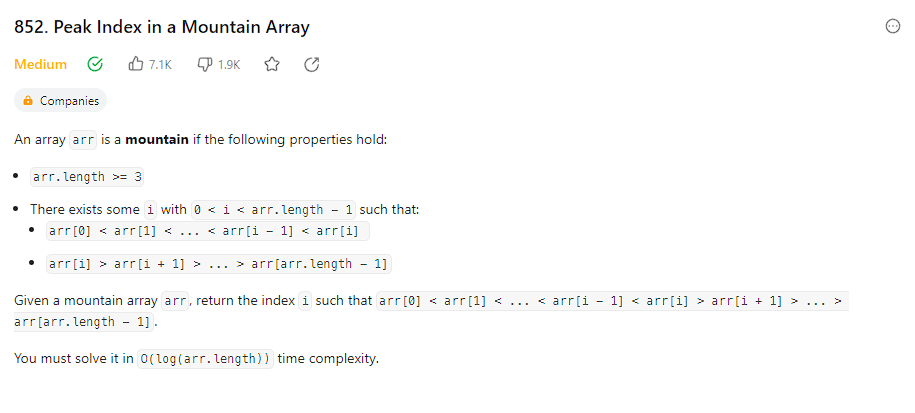 852. Peak Index in a Mountain Array
Medium 7.1K 1.9K
Companies
An array arr is a mountain if the following properties hold:
• arr.length >= 3
• There exists some i with 0 < i < arr.length - 1 such that:
• arr[0] < arr[1] < ... < arr[i - 1] < arr[i]
• arr[i] > arr[i + 1] > ... > arr[arr.length - 1]
Given a mountain array arr, return the index i such that arr[0] < arr[1] < ... < arr[i - 1] < arr[i] > arr[i + 1] > ... >
arr[arr.length - 1].
You must solve it in O(log(arr.length)) time complexity.